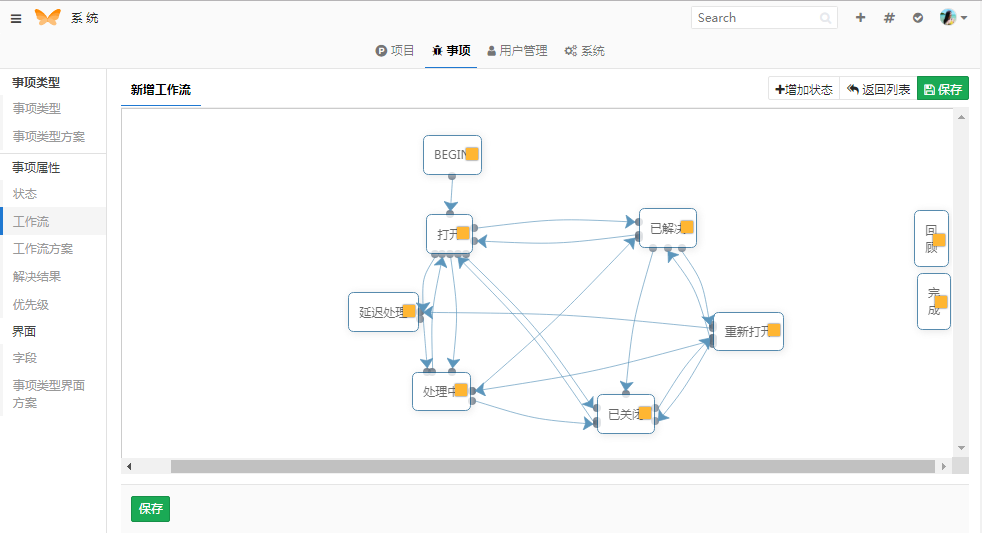 系统
Search
项目
事项
用户管理
系统
事项类型
事项类型
事项类型方案
事项属性
状态
工作流
工作流方案
解决结果
优先级
界面
字段
事项类型界面
方案
新增工作流
增加状态
返回列表
保存
BEGIN
打开
已解决
回
顾
延迟处理
完
成
重新打开
处理中
已关闭
保存